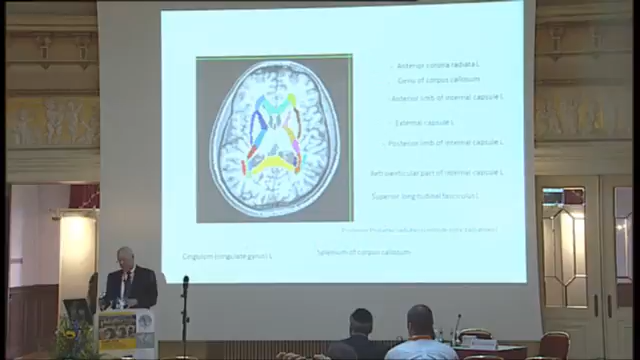 Anterior corona radiata L
Genu of corpus callosum
Anterior limb of internal capsule L
External capsule L
Posterior limb of internal capsule L
Retrolenticular part of internal capsule L
Superior longitudinal fasciculus L
Cingulum (cingulate gyrus) L
Splenium of corpus callosum